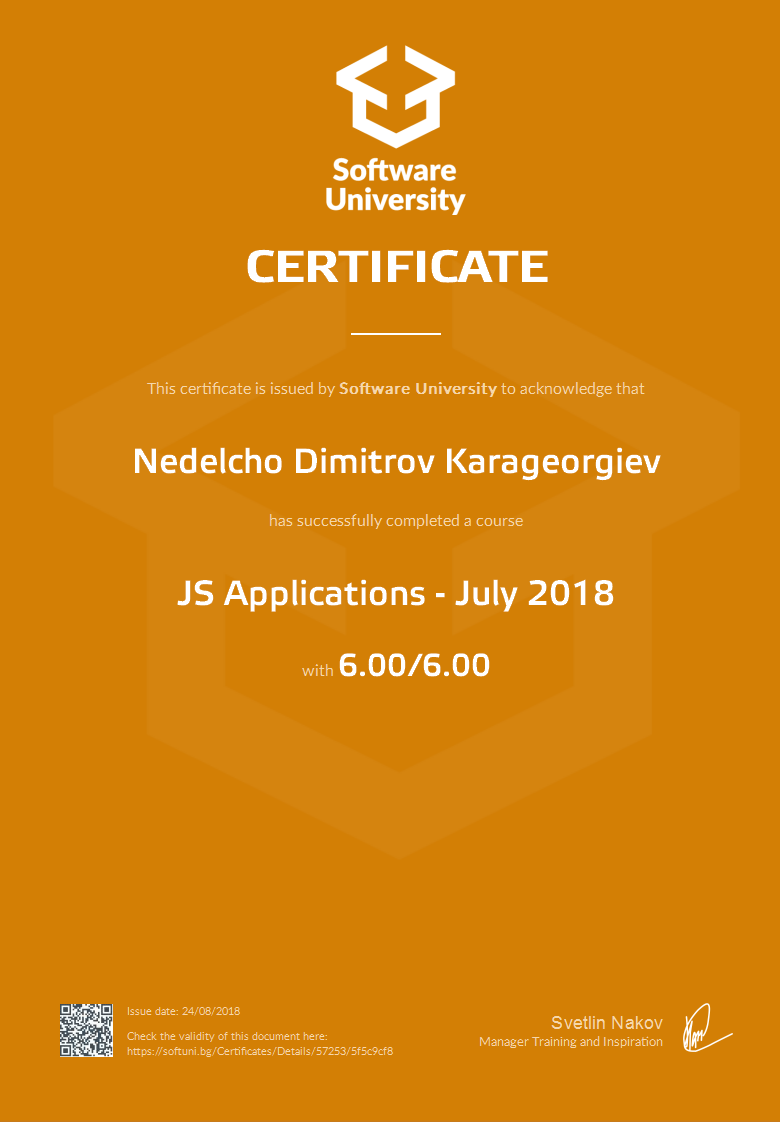 Software
University
CERTIFICATE
This certificate is issued by Software University to acknowledge that
Nedelcho Dimitrov Karageorgiev
has successfully completed a course
JS Applications - July 2018
with 6.00/6.00
Issue date: 24/08/2018
Check the validity of this document here:
https://softuni.bg/Certificates/Details/57253/5f5c9cf8
Svetlin Nakov
Manager Training and Inspiration